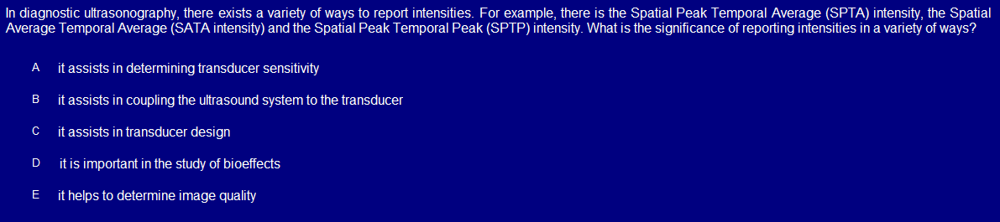 In diagnostic ultrasonography, there exists a variety of ways to report intensities. For example, there is the Spatial Peak Temporal Average (SPTA) intensity, the Spatial
Average Temporal Average (SATA intensity) and the Spatial Peak Temporal Peak (SPTP) intensity. What is the significance of reporting intensities in a variety of ways?
A it assists in determining transducer sensitivity
B it assists in coupling the ultrasound system to the transducer
C it assists in transducer design
D it is important in the study of bioeffects
E it helps to determine image quality